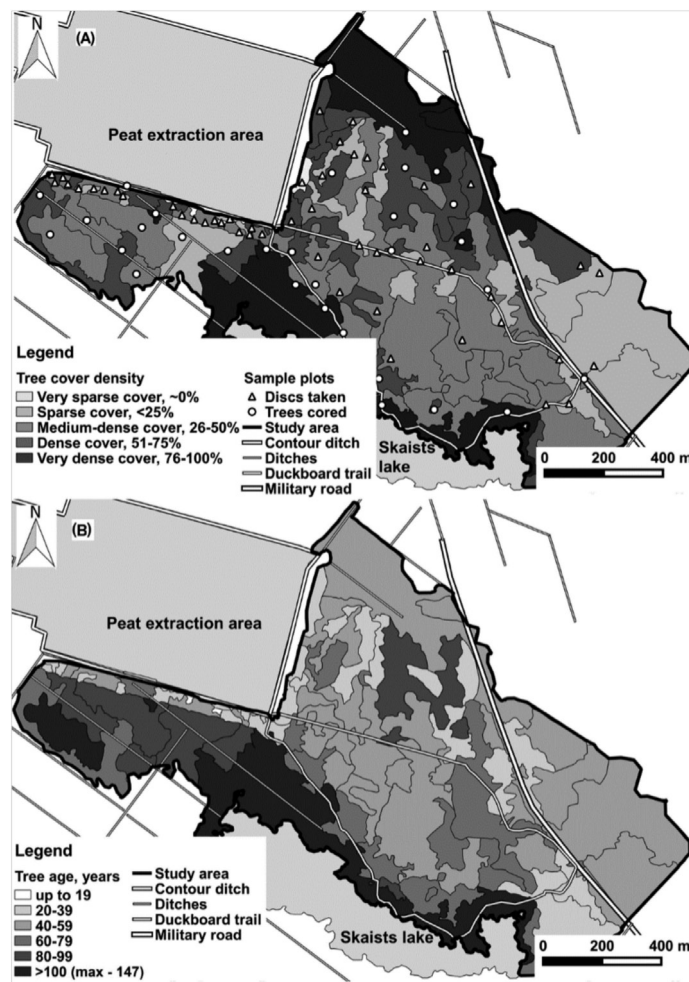 N
(A)
Peat extraction area
Legend
Tree cover density
Very sparse cover, ~0%
Sparse cover, <25%
Medium-dense cover, 26-50%
Dense cover, 51-75%
Very dense cover, 76-100%
Sample plots
Discs taken
Trees cored
Study area
Contour ditch
Ditches
Duckboard trail
Military road
Skaists
lake
0 200 400 m
N
(B)
Peat extraction area
Legend
Tree age, years
up to 19
20-39
40-59
60-79
80-99
>100 (max - 147)
Study area
Contour ditch
Ditches
Duckboard trail
Military road
Skaists lake
0 200 400 m